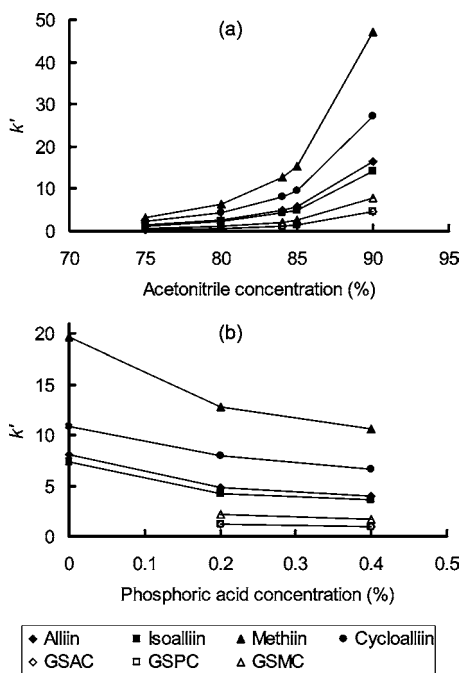 (a)
50
40
30
20
10
0
k'
70 75 80 85 90 95
Acetonitrile concentration (%)
(b)
20
15
10
5
0
k'
0 0.1 0.2 0.3 0.4 0.5
Phosphoric acid concentration (%)
Alliin Isoalliin Methiin Cycloalliin
GSAC GSPC GSMC